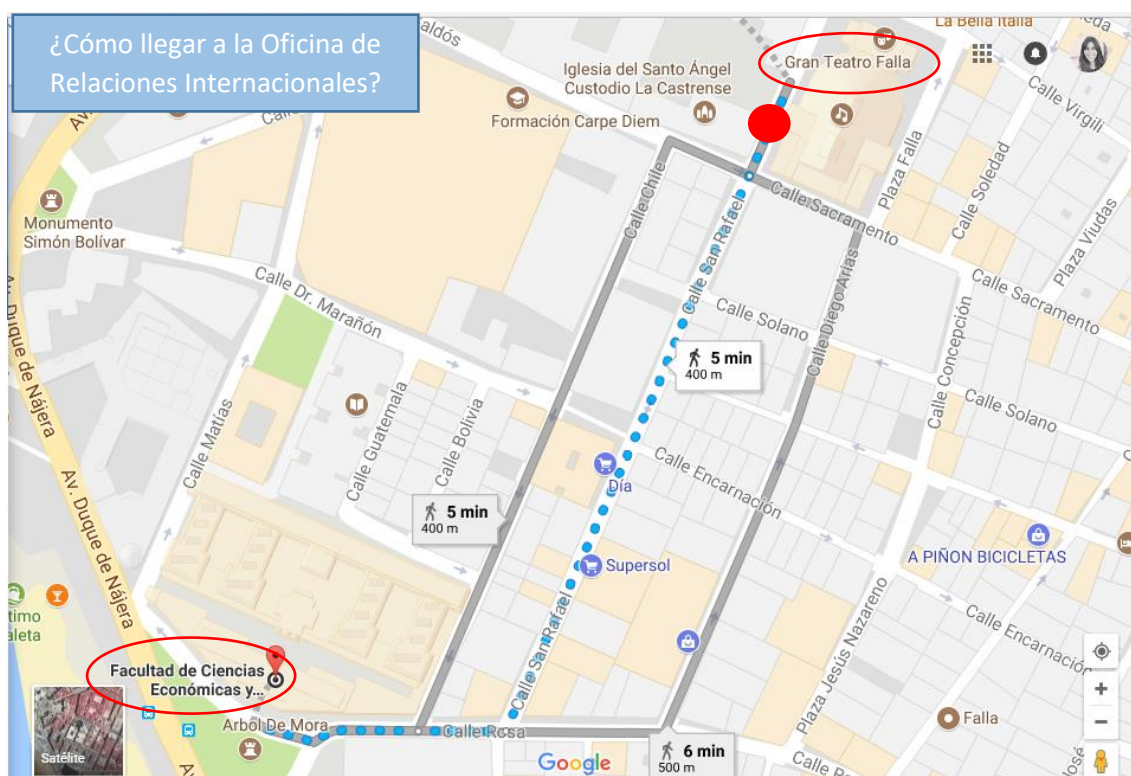 ¿Cómo llegar a la Oficina de
Relaciones Internacionales?
aldós
La Bella Italia
Gran Teatro Falla
Iglesia del Santo Ángel
Custodio La Castrense
Formación Carpe Diem
Calle Virgili
Calle Soledad
Plaza Falla
Plaza Viudas
Calle Sacramento
Calle Sacramento
Monumento
Simón Bolívar
Calle Chile
Calle San Rafael
Calle Diego Arias
Calle Dr. Marañón
Calle Solano
Calle Solano
Av. Duque de Nájera
5 min
400 m
Calle Concepción
Calle Matías
Calle Guatemala
Calle Bolivia
Día
Calle Encarnación
Av. Duque de Nájera
5 min
400 m
A PIÑON BICICLETAS
Supersol
timo
aleta
Calle San Rafael
Plaza Jesús Nazareno
Calle Encarnación
Facultad de Ciencias
Económicas y...
Arbol De Mora
Calle Rosa
Falla
6 min
500 m
Satélite
Google